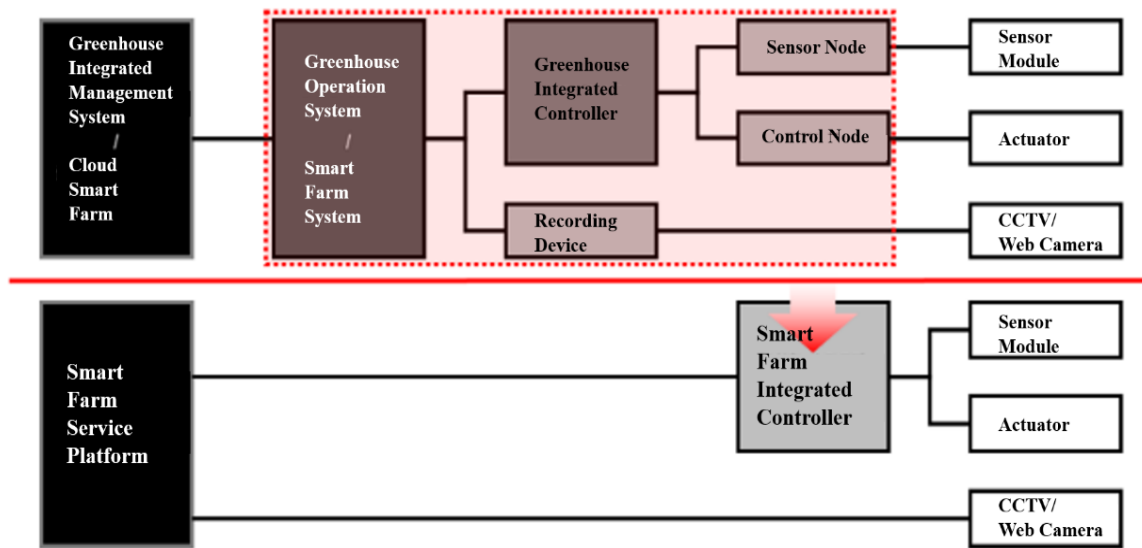 Greenhouse
Integrated
Management
System
/
Cloud
Smart
Farm
Greenhouse
Operation
System
/
Smart
Farm
System
Greenhouse
Integrated
Controller
Recording
Device
Sensor Node
Control Node
Sensor
Module
Actuator
CCTV/
Web Camera
Smart
Farm
Service
Platform
Smart
Farm
Integrated
Controller
Sensor
Module
Actuator
CCTV/
Web Camera